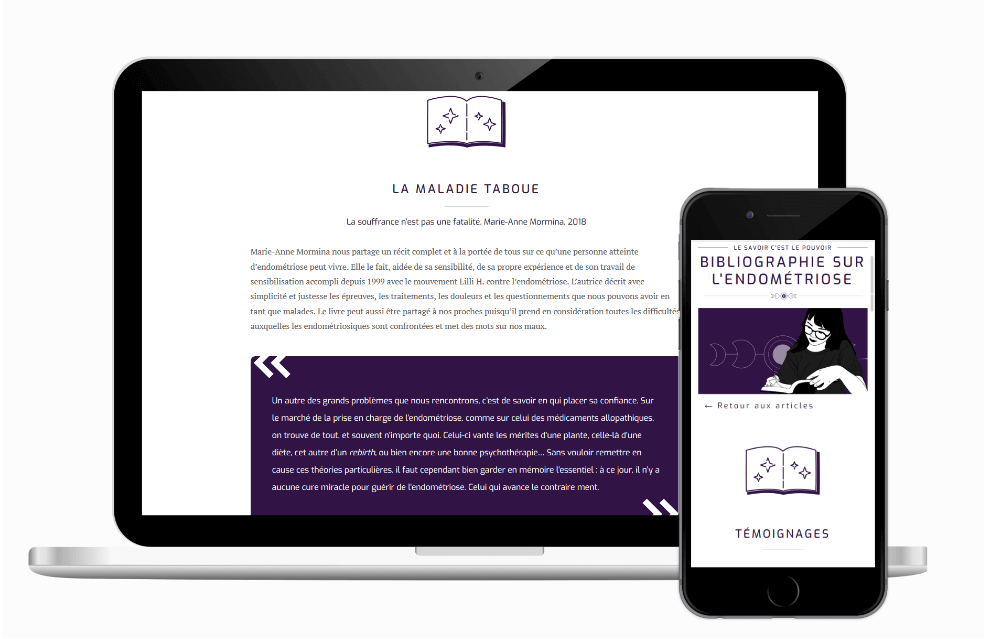 LA MALADIE TABOUE
La souffrance n'est pas une fatalité. Marie-Anne Mormina, 2018
Marie-Anne Mormina nous partage un récit complet et à la portée de tous sur ce qu'une personne atteinte
d'endométriose peut vivre. Elle le fait, aidée de sa sensibilité, de sa propre expérience et de son travail de
sensibilisation accompli depuis 1999 avec le mouvement Lilli H. contre l'endométriose. L'autrice décrit avec
simplicité et justesse les épreuves, les traitements, les douleurs et les questionnements que nous pouvons avoir en
tant que malades. Le livre peut aussi être partagé à nos proches puisqu'il prend en considération toutes les difficultés
auxquelles les endométriosiques sont confrontées et met des mots sur nos maux.
Un autre des grands problèmes que nous rencontrons, c'est de savoir en qui placer sa confiance. Sur
le marché de la prise en charge de l'endométriose, comme sur celui des médicaments allopathiques,
on trouve de tout, et souvent n'importe quoi. Celui-ci vante les mérites d'une plante, celle-là d'une
diète, cet autre d'un rebirth, ou bien encore une bonne psychothérapie... Sans vouloir remettre en
cause ces théories particulières, il faut cependant bien garder en mémoire l'essentiel : à ce jour, il n'y a
aucune cure miracle pour guérir de l'endométriose. Celui qui avance le contraire ment.
LE SAVOIR C'EST LE POUVOIR
BIBLIOGRAPHIE SUR
L'ENDOMÉTRIOSE
← Retour aux articles
TÉMOIGNAGES